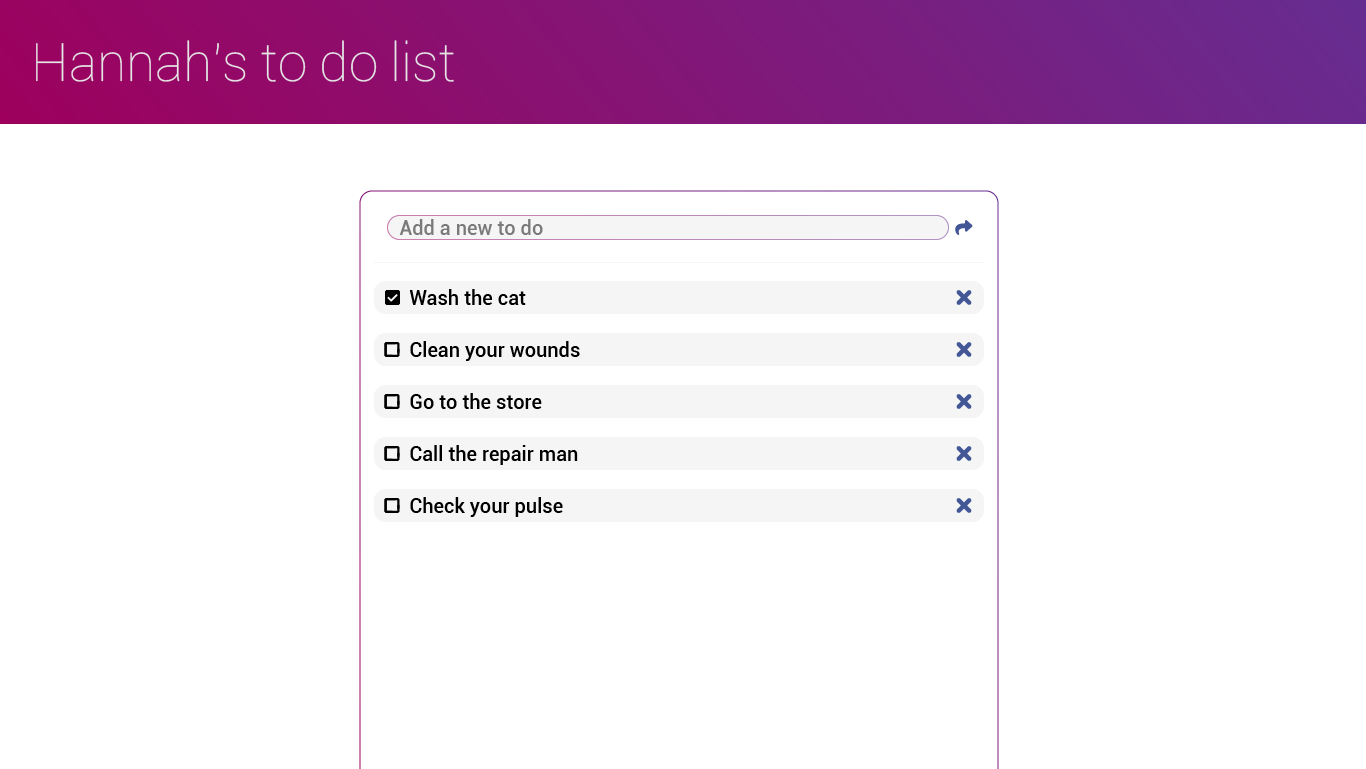 Hannah's to do list
Add a new to do
Wash the cat
Clean your wounds
Go to the store
Call the repair man
Check your pulse